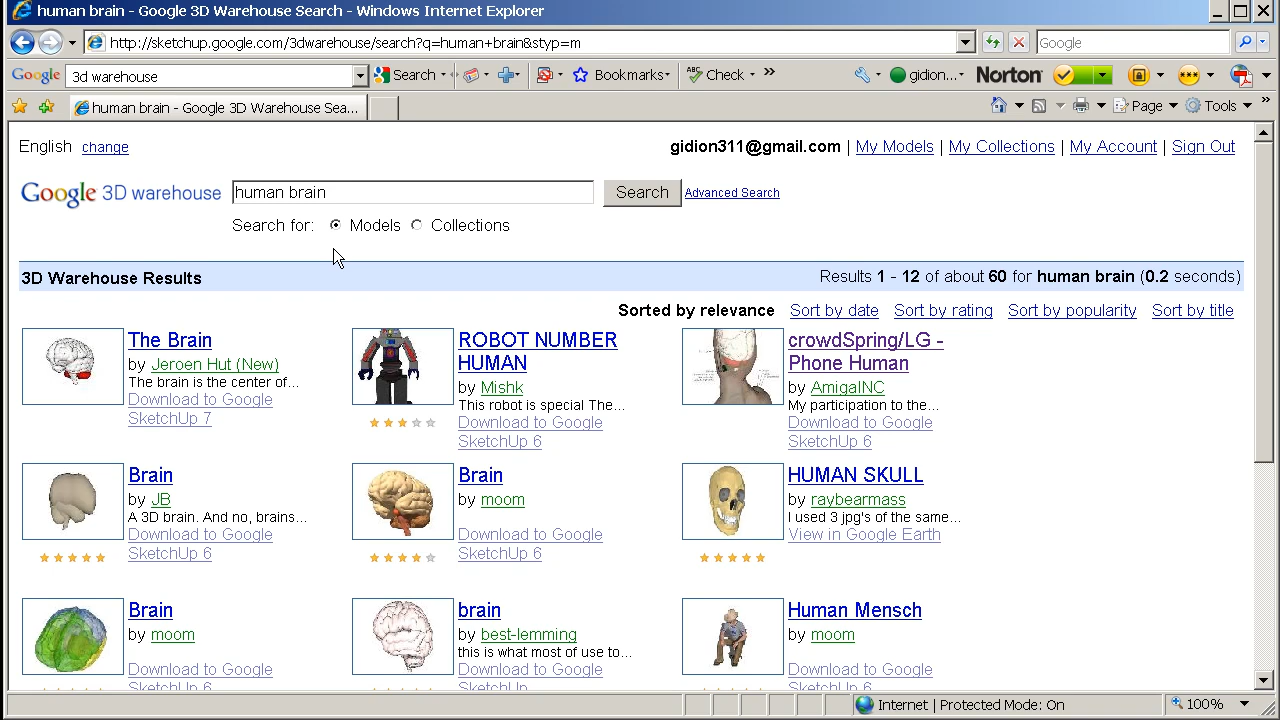 human brain - Google 3D Warehouse Search - Windows Internet Explorer
http://sketchup.google.com/3dwarehouse/search?q=human+brain&styp=m
Google
Google 3d warehouse Search Bookmarks Check gidion... Norton
human brain - Google 3D Warehouse Sea... Page Tools
English change
gidion311@gmail.com | My Models | My Collections | My Account | Sign Out
Google 3D warehouse human brain Search Advanced Search
Search for: Models Collections
3D Warehouse Results Results 1 - 12 of about 60 for human brain (0.2 seconds)
Sorted by relevance Sort by date Sort by rating Sort by popularity Sort by title
The Brain
by Jeroen Hut (New)
The brain is the center of...
Download to Google
SketchUp 7
ROBOT NUMBER
HUMAN
by Mishk
This robot is special The...
Download to Google
SketchUp 6
crowdSpring/LG -
Phone Human
by AmigaINC
My participation to the...
Download to Google
SketchUp 6
Brain
by JB
A 3D brain. And no, brains...
Download to Google
SketchUp 6
Brain
by moom
Download to Google
SketchUp 6
HUMAN SKULL
by raybearmass
I used 3 jpg's of the same...
View in Google Earth
Brain
by moom
Download to Google
SketchUp 6
brain
by best-lemming
this is what most of use to...
Download to Google
SketchUp
Human Mensch
by moom
Download to Google
SketchUp 6
Internet | Protected Mode: On 100%